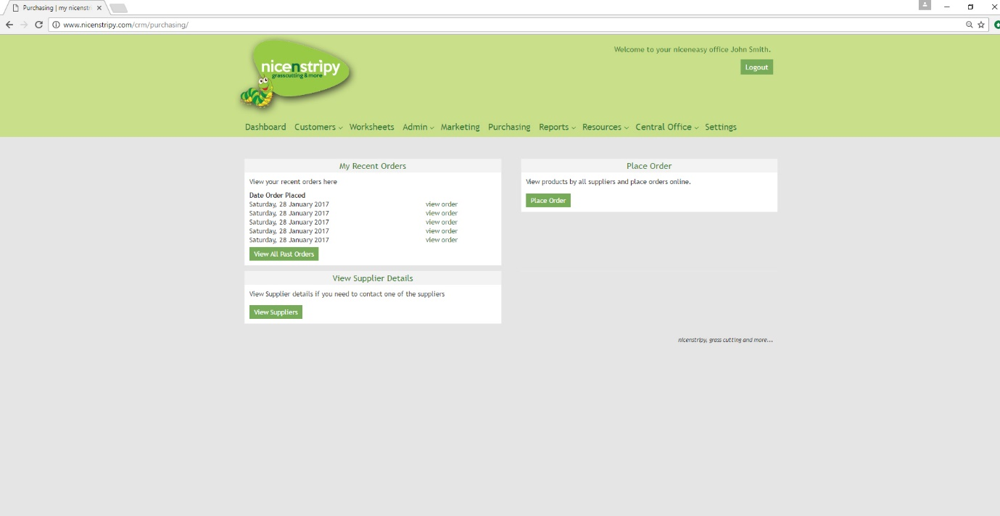 Purchasing | my nicenstri
www.nicenstripy.com/crm/purchasing/
nicenstripy
grasscutting & more
Welcome to your niceneasy office John Smith.
Logout
Dashboard Customers Worksheets Admin Marketing Purchasing Reports Resources Central Office Settings
My Recent Orders
View your recent orders here
Date Order Placed
Saturday, 28 January 2017 view order
Saturday, 28 January 2017 view order
Saturday, 28 January 2017 view order
Saturday, 28 January 2017 view order
Saturday, 28 January 2017 view order
View All Past Orders
Place Order
View products by all suppliers and place orders online.
Place Order
View Supplier Details
View Supplier details if you need to contact one of the suppliers
View Suppliers
nicenstripy, grass cutting and more...